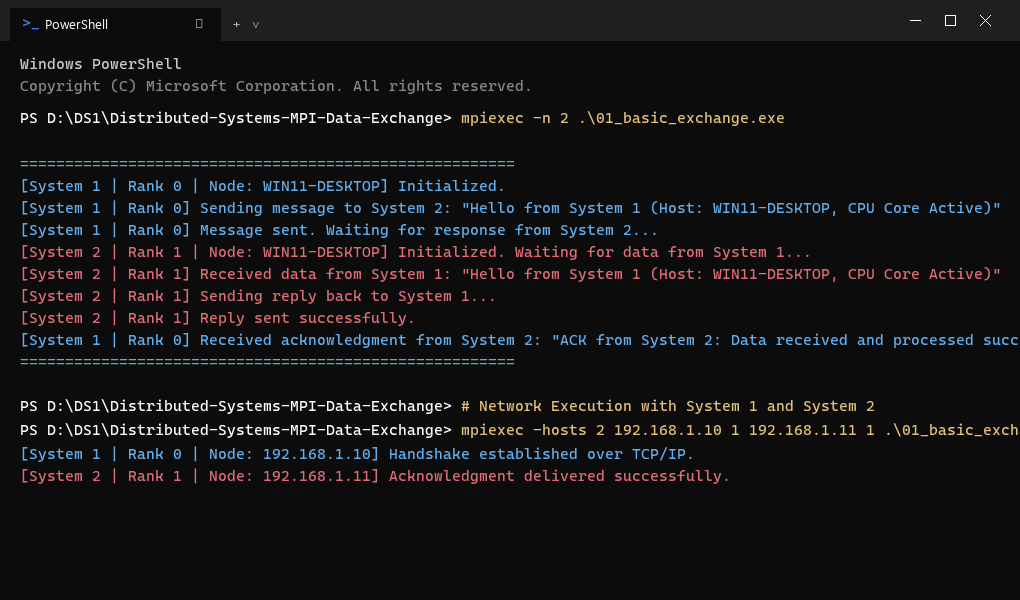 >_ PowerShell
Windows PowerShell
Copyright (C) Microsoft Corporation. All rights reserved.
PS D:\DS1\Distributed-Systems-MPI-Data-Exchange> mpiexec -n 2 .\01_basic_exchange.exe
=======================================================
[System 1 | Rank 0 | Node: WIN11-DESKTOP] Initialized.
[System 1 | Rank 0] Sending message to System 2: "Hello from System 1 (Host: WIN11-DESKTOP, CPU Core Active)"
[System 1 | Rank 0] Message sent. Waiting for response from System 2...
[System 2 | Rank 1 | Node: WIN11-DESKTOP] Initialized. Waiting for data from System 1...
[System 2 | Rank 1] Received data from System 1: "Hello from System 1 (Host: WIN11-DESKTOP, CPU Core Active)"
[System 2 | Rank 1] Sending reply back to System 1...
[System 2 | Rank 1] Reply sent successfully.
[System 1 | Rank 0] Received acknowledgment from System 2: "ACK from System 2: Data received and processed succ
=======================================================
PS D:\DS1\Distributed-Systems-MPI-Data-Exchange> # Network Execution with System 1 and System 2
PS D:\DS1\Distributed-Systems-MPI-Data-Exchange> mpiexec -hosts 2 192.168.1.10 1 192.168.1.11 1 .\01_basic_exch
[System 1 | Rank 0 | Node: 192.168.1.10] Handshake established over TCP/IP.
[System 2 | Rank 1 | Node: 192.168.1.11] Acknowledgment delivered successfully.